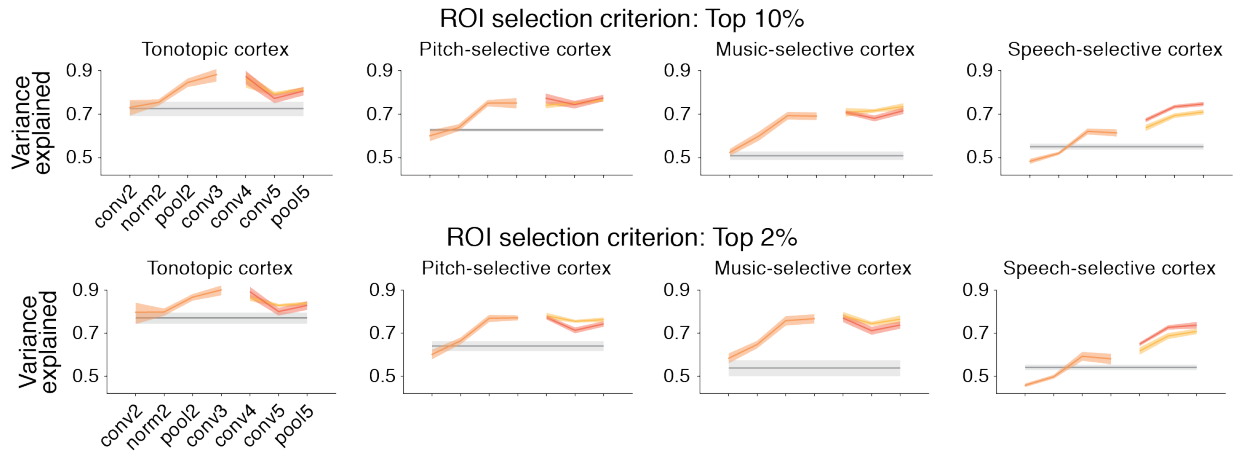 ROI selection criterion: Top 10%
Tonotopic cortex
Pitch-selective cortex
Music-selective cortex
Speech-selective cortex
Variance
explained
0.9
0.7
0.5
0.9
0.7
0.5
0.9
0.7
0.5
0.9
0.7
0.5
conv2
norm2
pool2
conv3
conv4
conv5
pool5
ROI selection criterion: Top 2%
Tonotopic cortex
Pitch-selective cortex
Music-selective cortex
Speech-selective cortex
Variance
explained
0.9
0.7
0.5
0.9
0.7
0.5
0.9
0.7
0.5
0.9
0.7
0.5
conv2
norm2
pool2
conv3
conv4
conv5
pool5